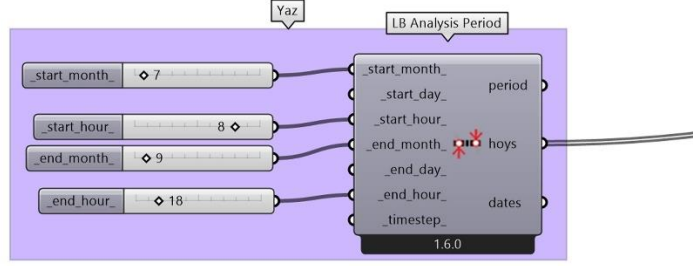 Yaz
LB Analysis Period
_start_month_ 7
_start_hour_ 8
_end_month_ 9
_end_hour_ 18
_start_month_
_start_day_
_start_hour_
_end_month_
_end_day_
_end_hour_
_timestep_
period
hoys
dates
1.6.0